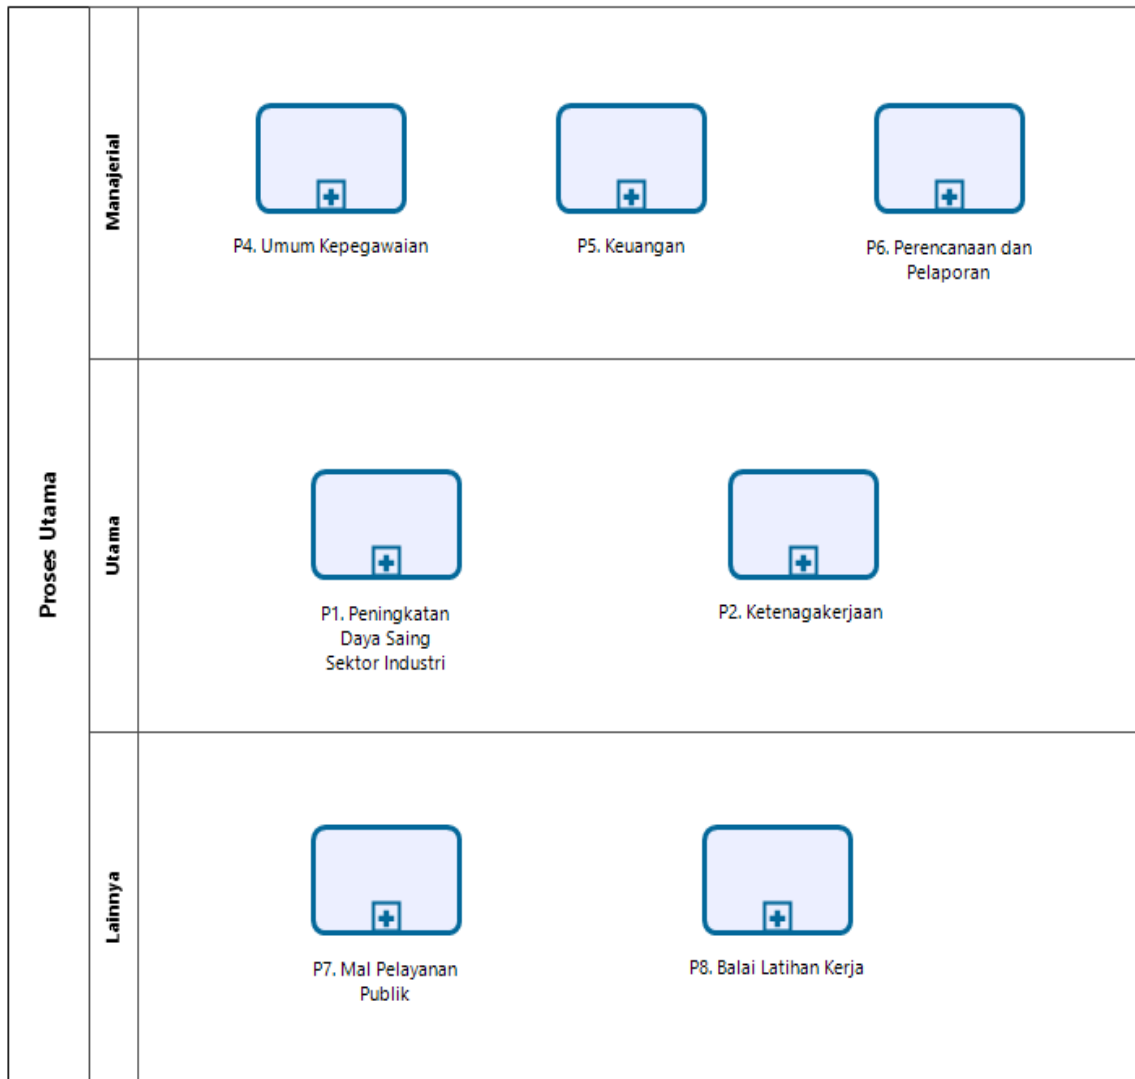 Proses Utama
Manajerial
P4. Umum Kepegawaian
P5. Keuangan
P6. Perencanaan dan
Pelaporan
Utama
P1. Peningkatan
Daya Saing
Sektor Industri
P2. Ketenagakerjaan
Lainnya
P7. Mal Pelayanan
Publik
P8. Balai Latihan Kerja